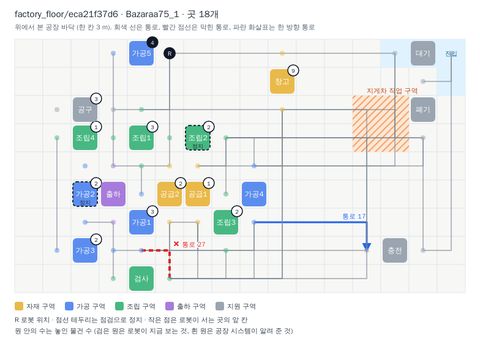 factory_floor/eca21f37d6 · Bazaraa75_1 · 곳 18개
위에서 본 공장 바닥 (한 칸 3 m). 회색 선은 통로, 빨간 점선은 막힌 통로, 파란 화살표는 한 방향 통로
가공5 4 R 대기 진입
창고 9
지게차 작업 구역
공구 3 폐기
조립4 1 조립1 3 조립2 2
가공2 2 출하 공급2 2 공급1 2 가공4
가공1 3 조립3 2 통로 17
가공3 2 ✖ 통로 27 충전
검사
자재 구역 가공 구역 조립 구역 출하 구역 지원 구역
R 로봇 위치 · 점선 테두리는 점검으로 정지 · 작은 점은 로봇이 서는 곳의 앞 칸
원 안의 수는 놓인 물건 수 (검은 원은 로봇이 지금 보는 것, 흰 원은 공장 시스템이 알려 준 것)